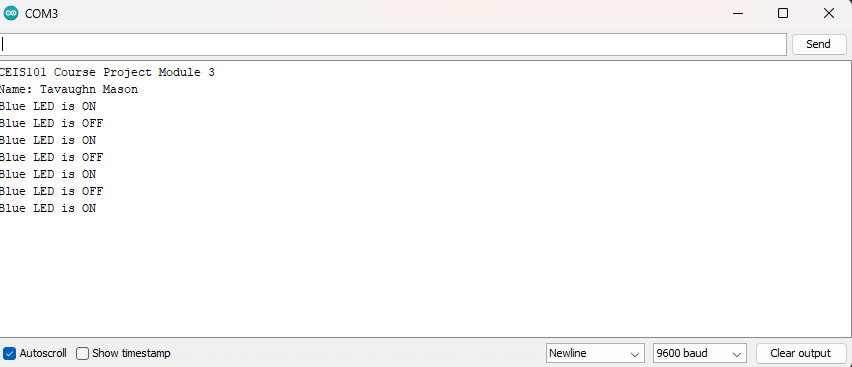 COM3
Send
CEIS101 Course Project Module 3
Name: Tavaughn Mason
Blue LED is ON
Blue LED is OFF
Blue LED is ON
Blue LED is OFF
Blue LED is ON
Blue LED is OFF
Blue LED is ON
Autoscroll Show timestamp Newline 9600 baud Clear output